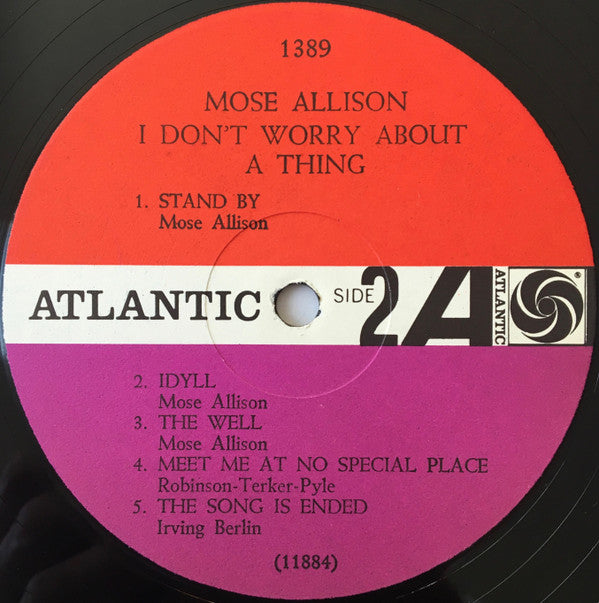 1389
MOSE ALLISON
I DON'T WORRY ABOUT
A THING
1. STAND BY
Mose Allison
ATLANTIC SIDE 2 A ATLANTIC ®
2. IDYLL
Mose Allison
3. THE WELL
Mose Allison
4. MEET ME AT NO SPECIAL PLACE
Robinson-Terker-Pyle
5. THE SONG IS ENDED
Irving Berlin
(11884)